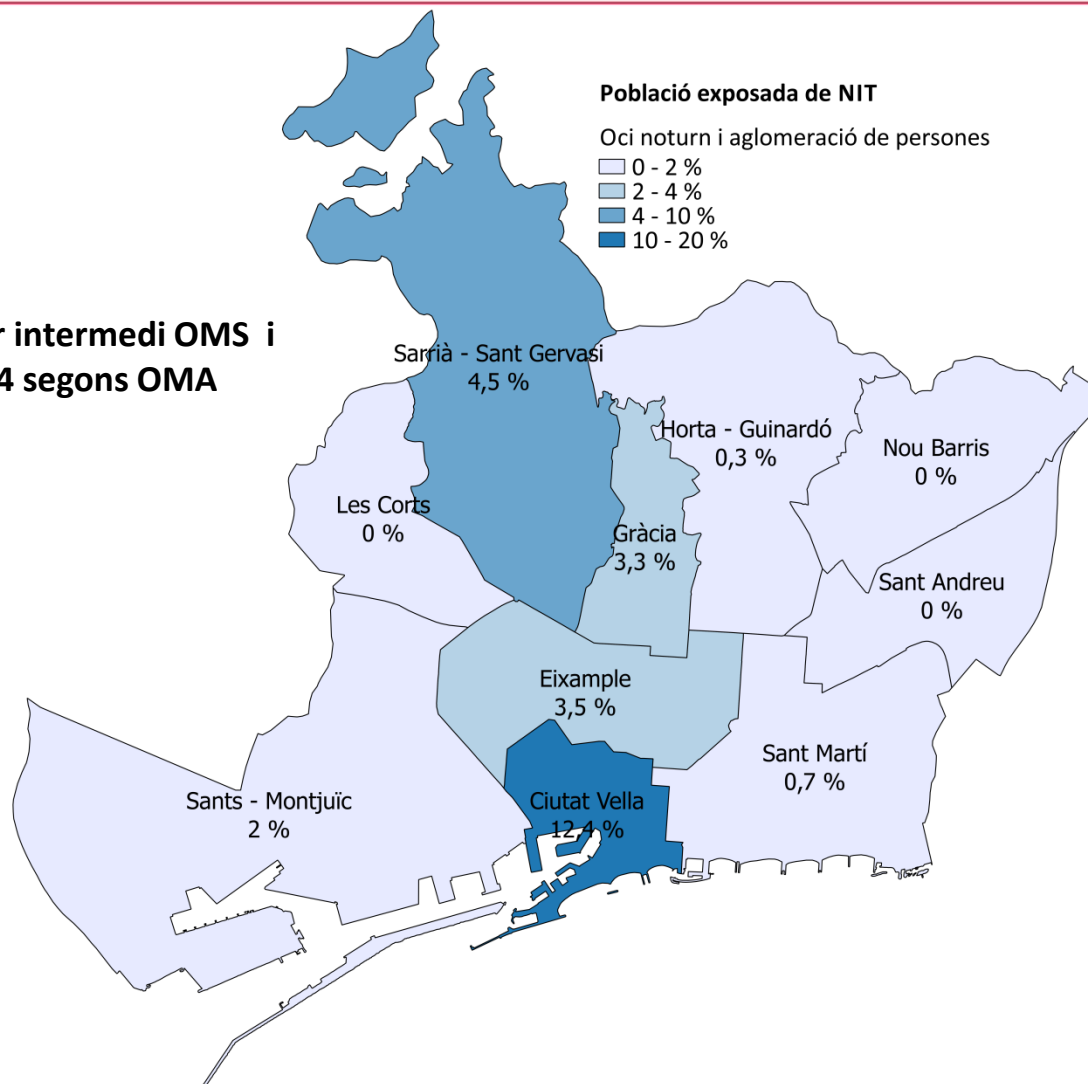 Població exposada de NIT
Oci noturn i aglomeració de persones
0 - 2 %
2 - 4 %
4 - 10 %
10 - 20 %
r intermedi OMS i
4 segons OMA
Sarrià - Sant Gervasi
4,5 %
Horta - Guinardó
0,3 %
Nou Barris
0 %
Les Corts
0 %
Gràcia
3,3 %
Sant Andreu
0 %
Eixample
3,5 %
Sant Martí
0,7 %
Sants - Montjuïc
2 %
Ciutat Vella
12,4 %